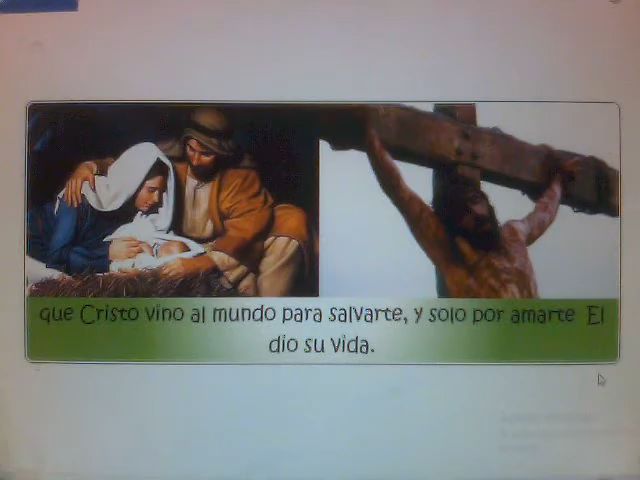 que Cristo vino al mundo para salvarte, y solo por amarte El
dio su vida.